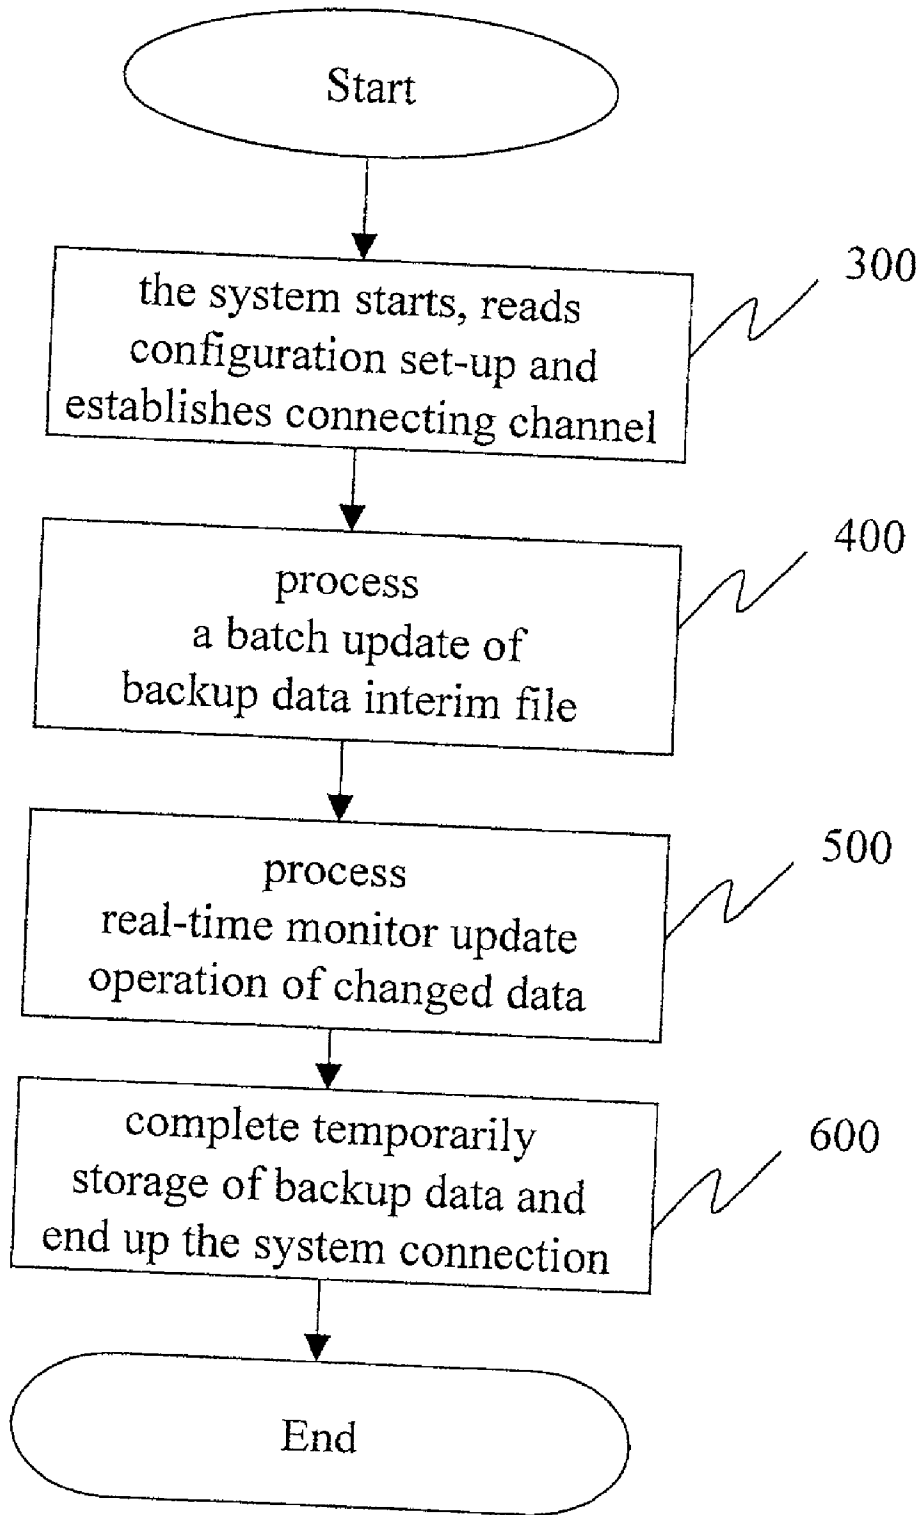 Start
300
the system starts, reads
configuration set-up and
establishes connecting channel
400
process
a batch update of
backup data interim file
500
process
real-time monitor update
operation of changed data
600
complete temporarily
storage of backup data and
end up the system connection
End